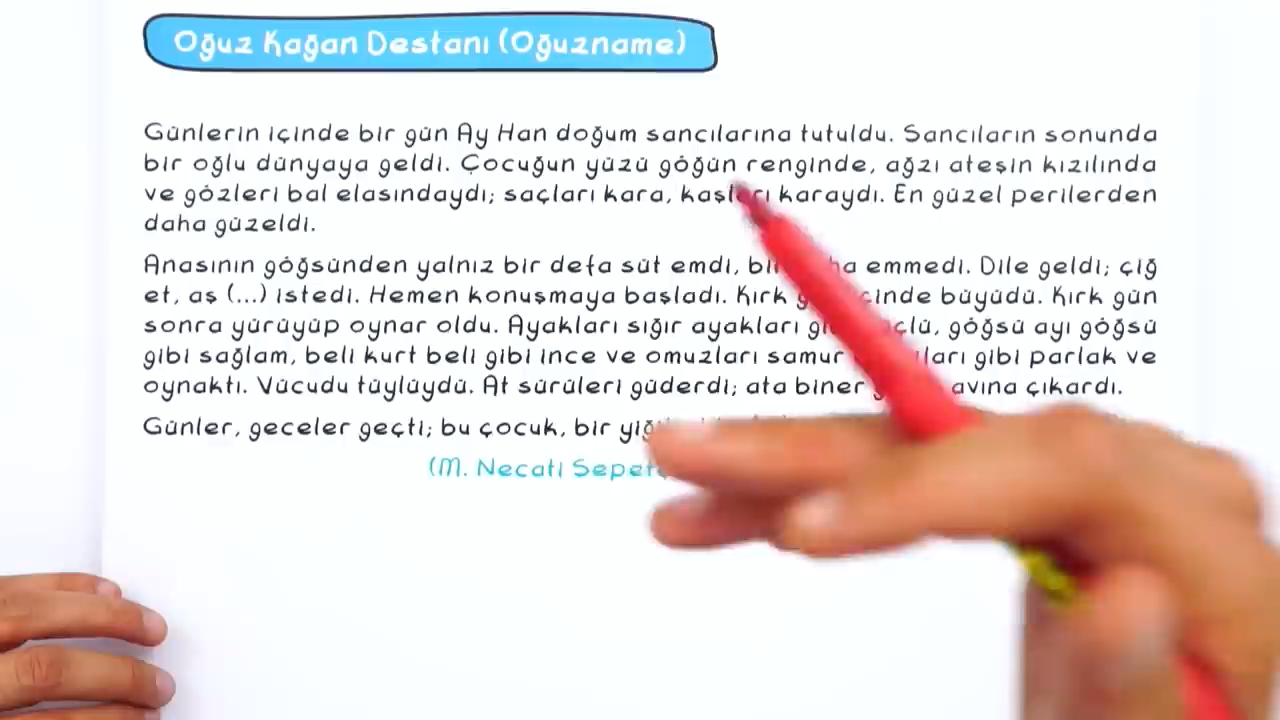 Oğuz Kağan Destanı (Oğuzname)
Günlerin içinde bir gün Ay Han doğum sancılarına tutuldu. Sancıların sonunda
bir oğlu dünyaya geldi. Çocuğun yüzü göğün renginde, ağzı ateşin kızılında
ve gözleri bal elasındaydı; saçları kara, kaşları karaydı. En güzel perilerden
daha güzeldi.
Anasının göğsünden yalnız bir defa süt emdi, emmedi. Dile geldi; çiğ
et, aş (...) istedi. Hemen konuşmaya başladı. Kırk içinde büyüdü. Kırk gün
sonra yürüyüp oynar oldu. Ayakları sığır ayakları göğsü ayı göğsü
gibi sağlam, beli kurt beli gibi ince ve omuzları samur gibi parlak ve
oynaktı. Vücudu tüylüydü. At sürüleri güderdi; ata biner avına çıkardı.
Günler, geceler geçti; bu çocuk, bir
(M. Necati